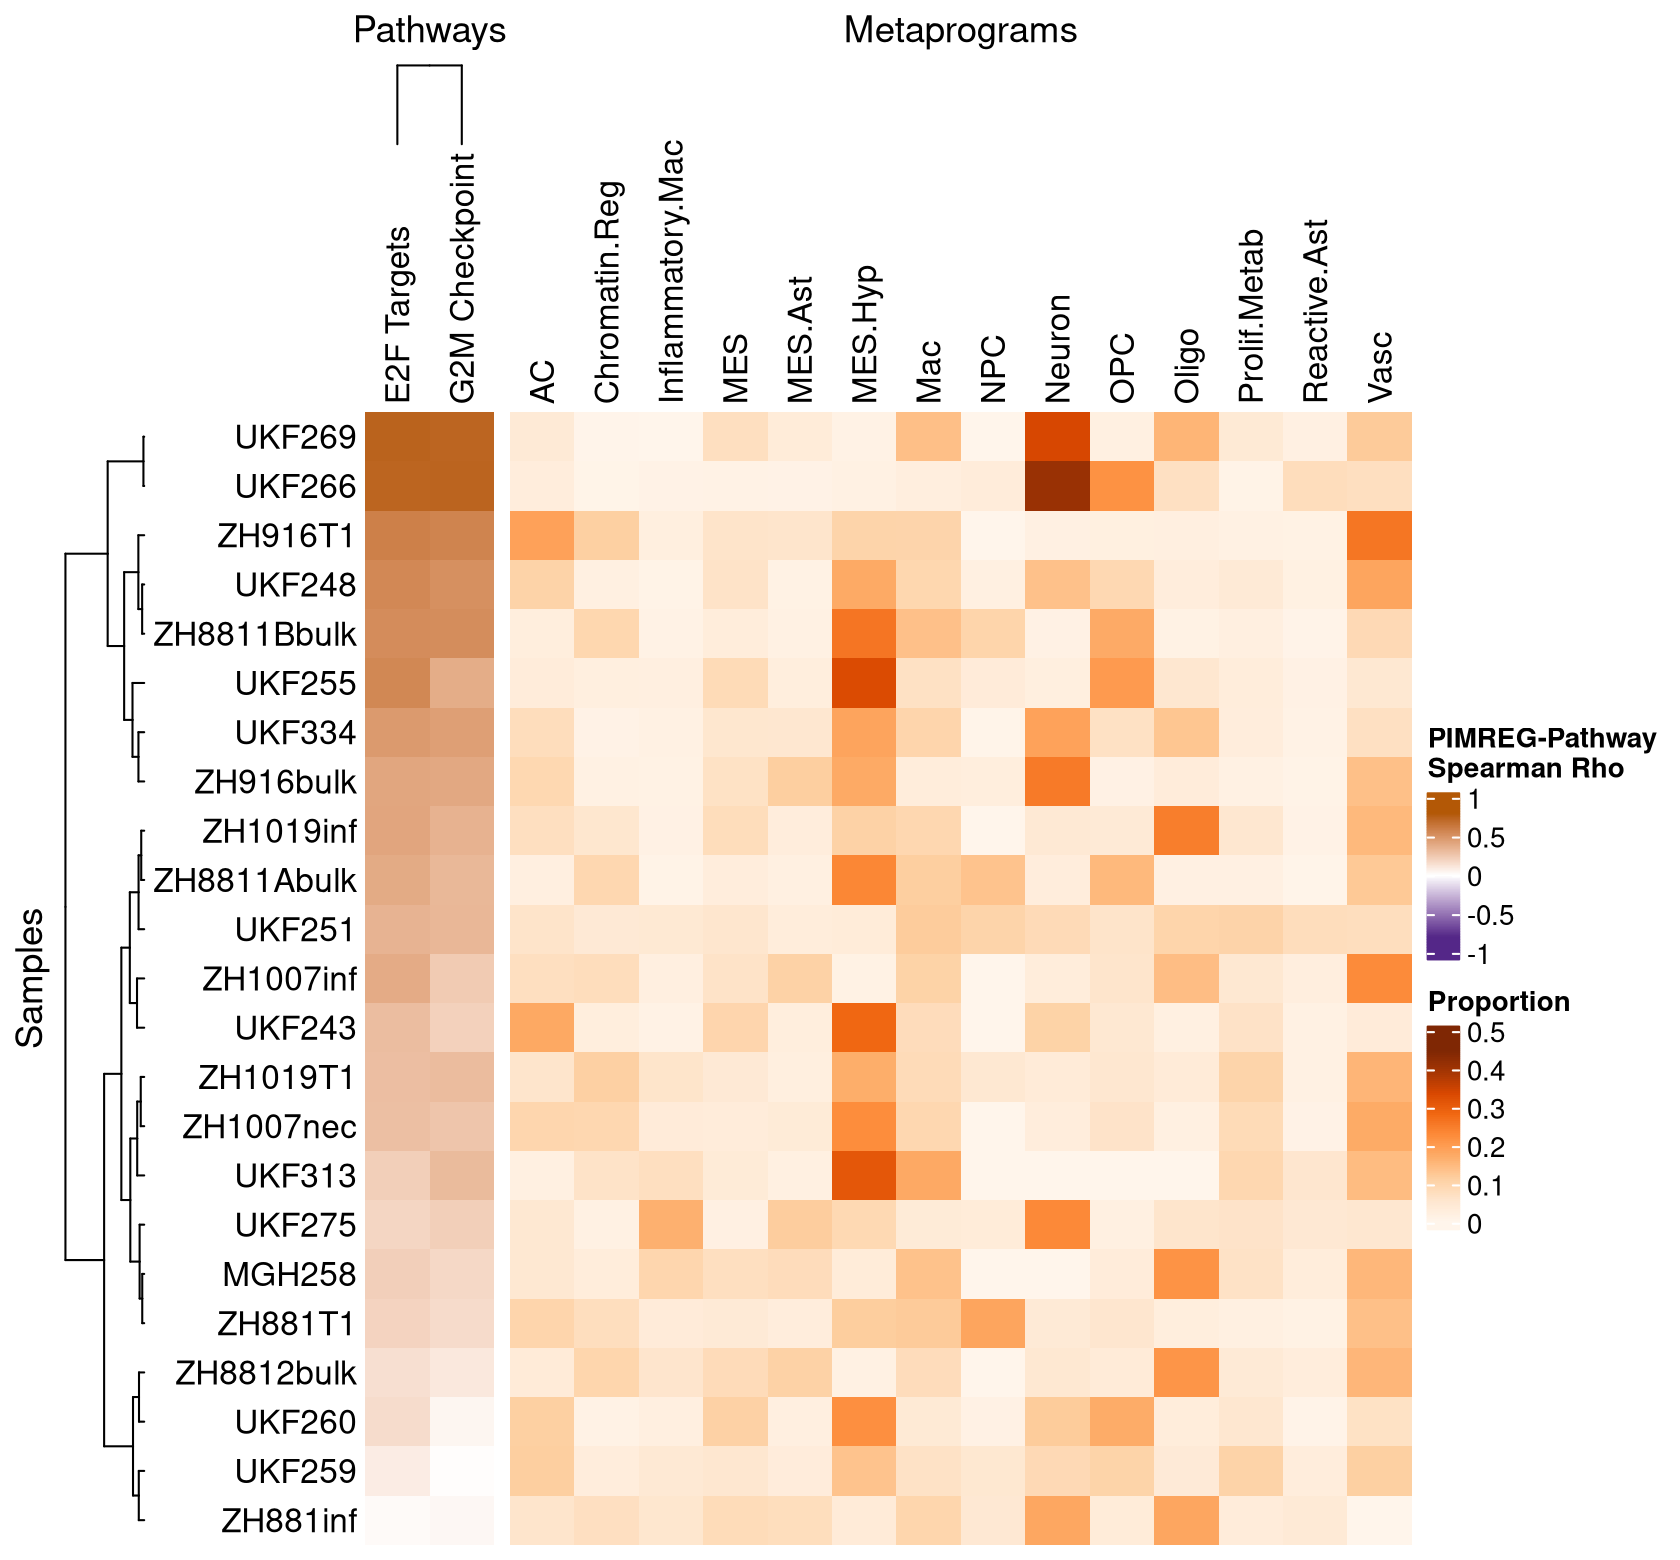 Pathways
Metaprograms
E2F Targets
G2M Checkpoint
AC
Chromatin.Reg
Inflammatory.Mac
MES
MES.Ast
MES.Hyp
Mac
NPC
Neuron
OPC
Oligo
Prolif.Metab
Reactive.Ast
Vasc
Samples
UKF269
UKF266
ZH916T1
UKF248
ZH8811Bbulk
UKF255
UKF334
ZH916bulk
ZH1019inf
ZH8811Abulk
UKF251
ZH1007inf
UKF243
ZH1019T1
ZH1007nec
UKF313
UKF275
MGH258
ZH881T1
ZH8812bulk
UKF260
UKF259
ZH881inf
PIMREG-Pathway
Spearman Rho
1
0.5
0
-0.5
-1
Proportion
0.5
0.4
0.3
0.2
0.1
0